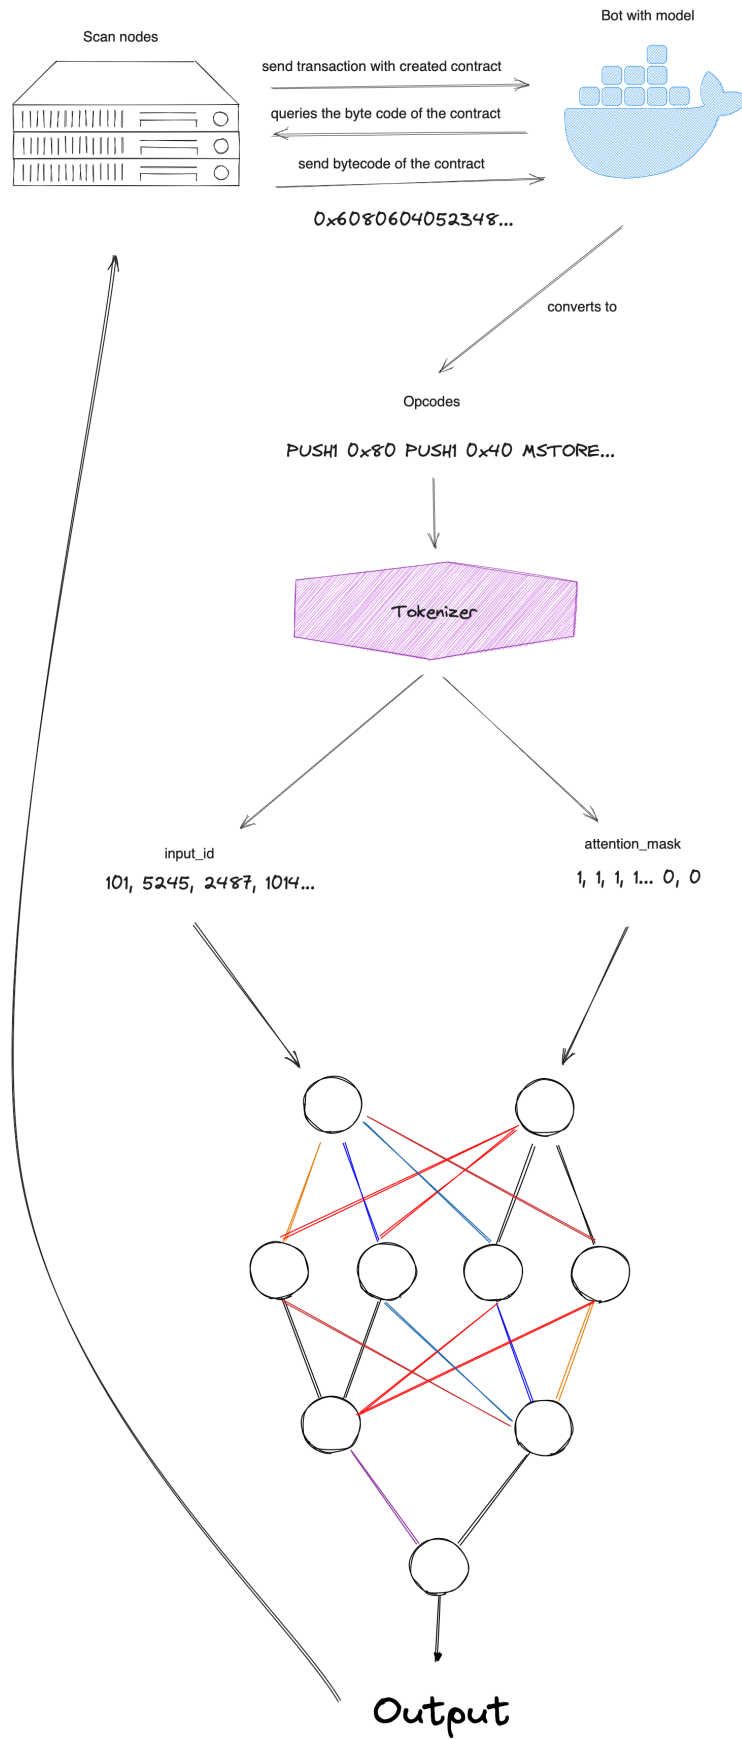 Scan nodes
Bot with model
send transaction with created contract
queries the byte code of the contract
send bytecode of the contract
0x6080604052348...
converts to
Opcodes
PUSH1 0x80 PUSH1 0x40 MSTORE...
Tokenizer
input_id
attention_mask
101, 5245, 2487, 1014...
1, 1, 1, 1... 0, 0
Output